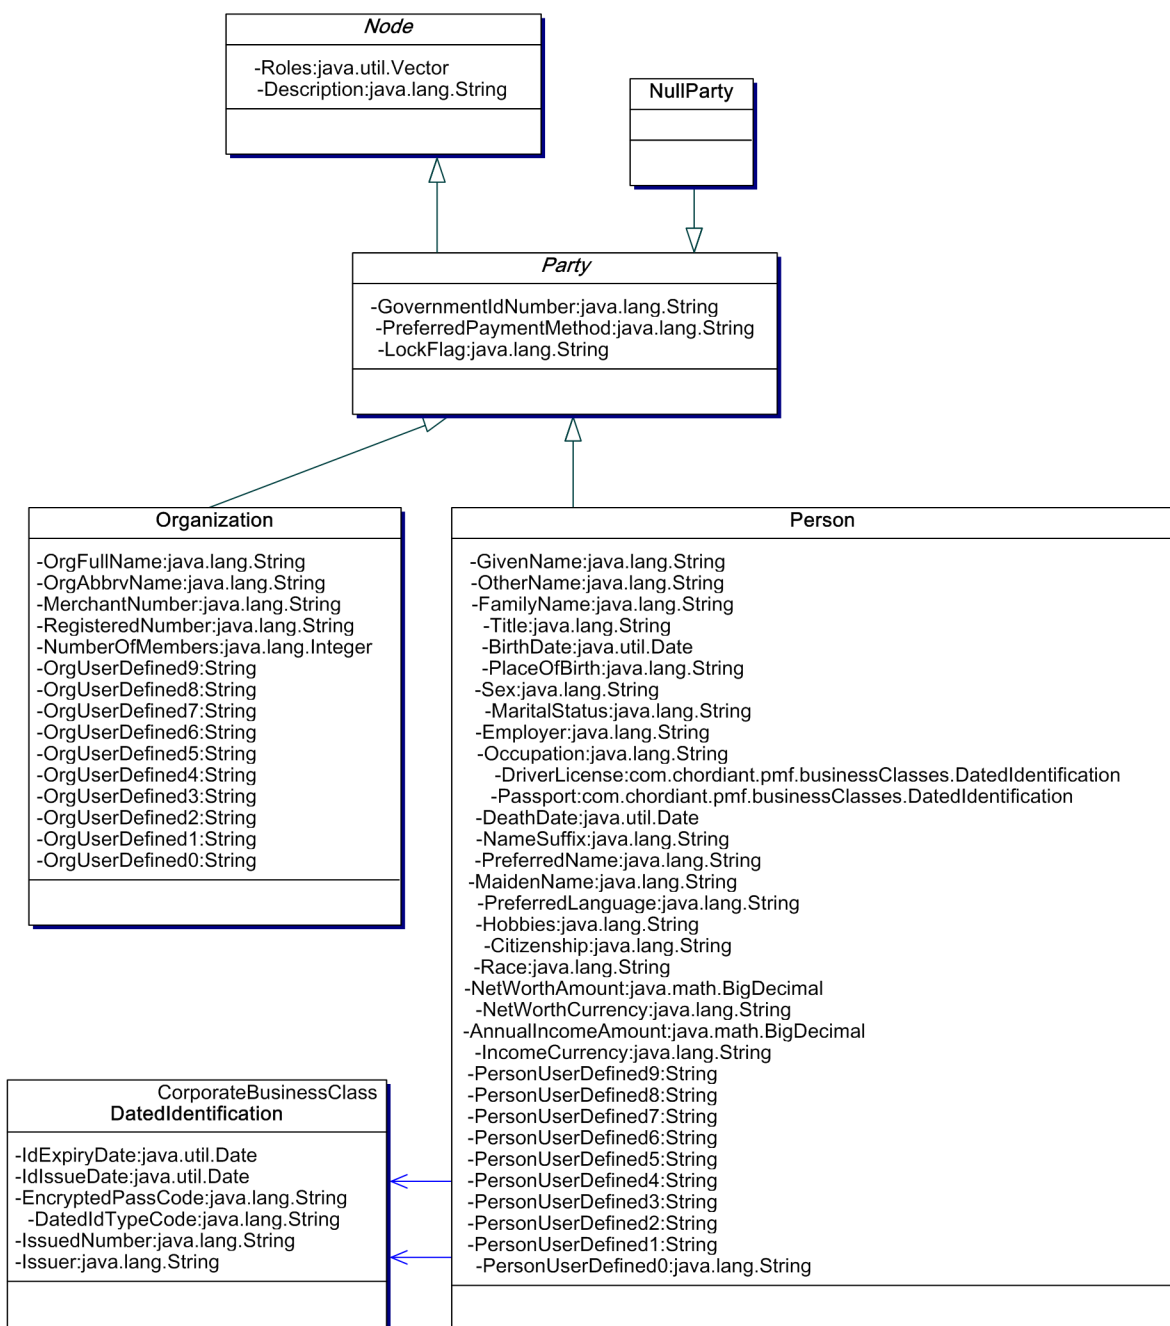 Node
-Roles:java.util.Vector
-Description:java.lang.String
NullParty
Party
-GovernmentIdNumber:java.lang.String
-PreferredPaymentMethod:java.lang.String
-LockFlag:java.lang.String
Organization
-OrgFullName:java.lang.String
-OrgAbbrvName:java.lang.String
-MerchantNumber:java.lang.String
-RegisteredNumber:java.lang.String
-NumberOfMembers:java.lang.Integer
-OrgUserDefined9:String
-OrgUserDefined8:String
-OrgUserDefined7:String
-OrgUserDefined6:String
-OrgUserDefined5:String
-OrgUserDefined4:String
-OrgUserDefined3:String
-OrgUserDefined2:String
-OrgUserDefined1:String
-OrgUserDefined0:String
Person
-GivenName:java.lang.String
-OtherName:java.lang.String
-FamilyName:java.lang.String
-Title:java.lang.String
-BirthDate:java.util.Date
-PlaceOfBirth:java.lang.String
-Sex:java.lang.String
-MaritalStatus:java.lang.String
-Employer:java.lang.String
-Occupation:java.lang.String
-DriverLicense:com.chordiant.pmf.businessClasses.DatedIdentification
-Passport:com.chordiant.pmf.businessClasses.DatedIdentification
-DeathDate:java.util.Date
-NameSuffix:java.lang.String
-PreferredName:java.lang.String
-MaidenName:java.lang.String
-PreferredLanguage:java.lang.String
-Hobbies:java.lang.String
-Citizenship:java.lang.String
-Race:java.lang.String
-NetWorthAmount:java.math.BigDecimal
-NetWorthCurrency:java.lang.String
-AnnualIncomeAmount:java.math.BigDecimal
-IncomeCurrency:java.lang.String
-PersonUserDefined9:String
-PersonUserDefined8:String
-PersonUserDefined7:String
-PersonUserDefined6:String
-PersonUserDefined5:String
-PersonUserDefined4:String
-PersonUserDefined3:String
-PersonUserDefined2:String
-PersonUserDefined1:String
-PersonUserDefined0:java.lang.String
CorporateBusinessClass
DatedIdentification
-IdExpiryDate:java.util.Date
-IdIssueDate:java.util.Date
-EncryptedPassCode:java.lang.String
-DatedIdTypeCode:java.lang.String
-IssuedNumber:java.lang.String
-Issuer:java.lang.String